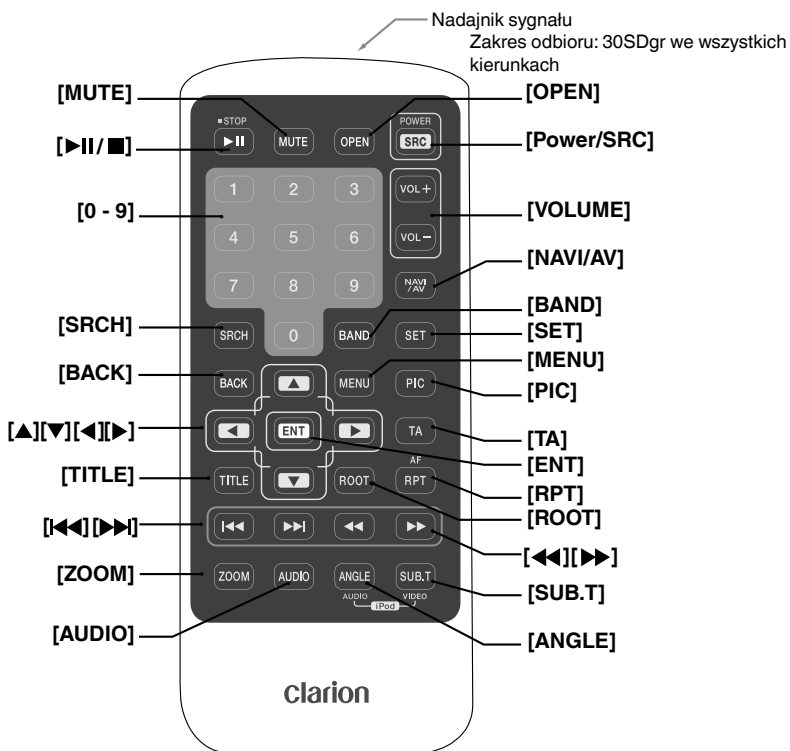 Nadajnik sygnału
Zakres odbioru: 30SDgr we wszystkich
kierunkach
[MUTE]
[OPEN]
[▶II/■]
[Power/SRC]
[0 - 9]
[VOLUME]
[NAVI/AV]
[SRCH]
[BAND]
[SET]
[BACK]
[MENU]
[PIC]
[▲][▼][◀][▶]
[TA]
[TITLE]
[ENT]
[RPT]
[ROOT]
[I◀◀][▶▶I]
[◀◀][▶▶]
[ZOOM]
[SUB.T]
[AUDIO]
[ANGLE]
■ STOP
POWER
▶II
MUTE
OPEN
SRC
1
2
3
VOL+
4
5
6
VOL−
7
8
9
NAVI
/AV
SRCH
0
BAND
SET
BACK
▲
MENU
PIC
◀
ENT
▶
TA
AF
TITLE
▼
ROOT
RPT
I◀◀
▶▶I
◀◀
▶▶
ZOOM
AUDIO
ANGLE
SUB.T
AUDIO
iPod
VIDEO
clarion